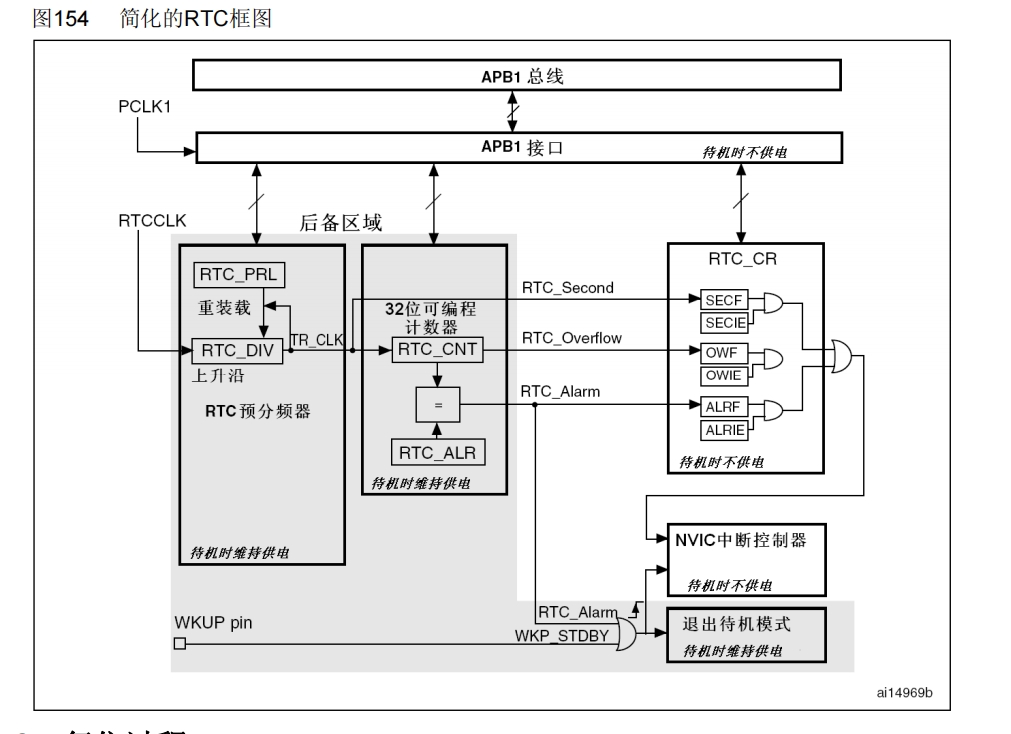 图154 简化的RTC框图
APB1 总线
PCLK1
APB1 接口
待机时不供电
RTCCLK
后备区域
RTC_CR
RTC_PRL
RTC_Second
SECF
重装载
32位可编程
计数器
SECIE
TR_CLK
RTC_Overflow
RTC_DIV
RTC_CNT
OWF
上升沿
OWIE
RTC_Alarm
RTC预分频器
=
ALRF
ALRIE
RTC_ALR
待机时不供电
待机时维持供电
NVIC中断控制器
待机时维持供电
待机时不供电
RTC_Alarm
WKUP pin
退出待机模式
WKP_STDBY
待机时维持供电
ai14969b